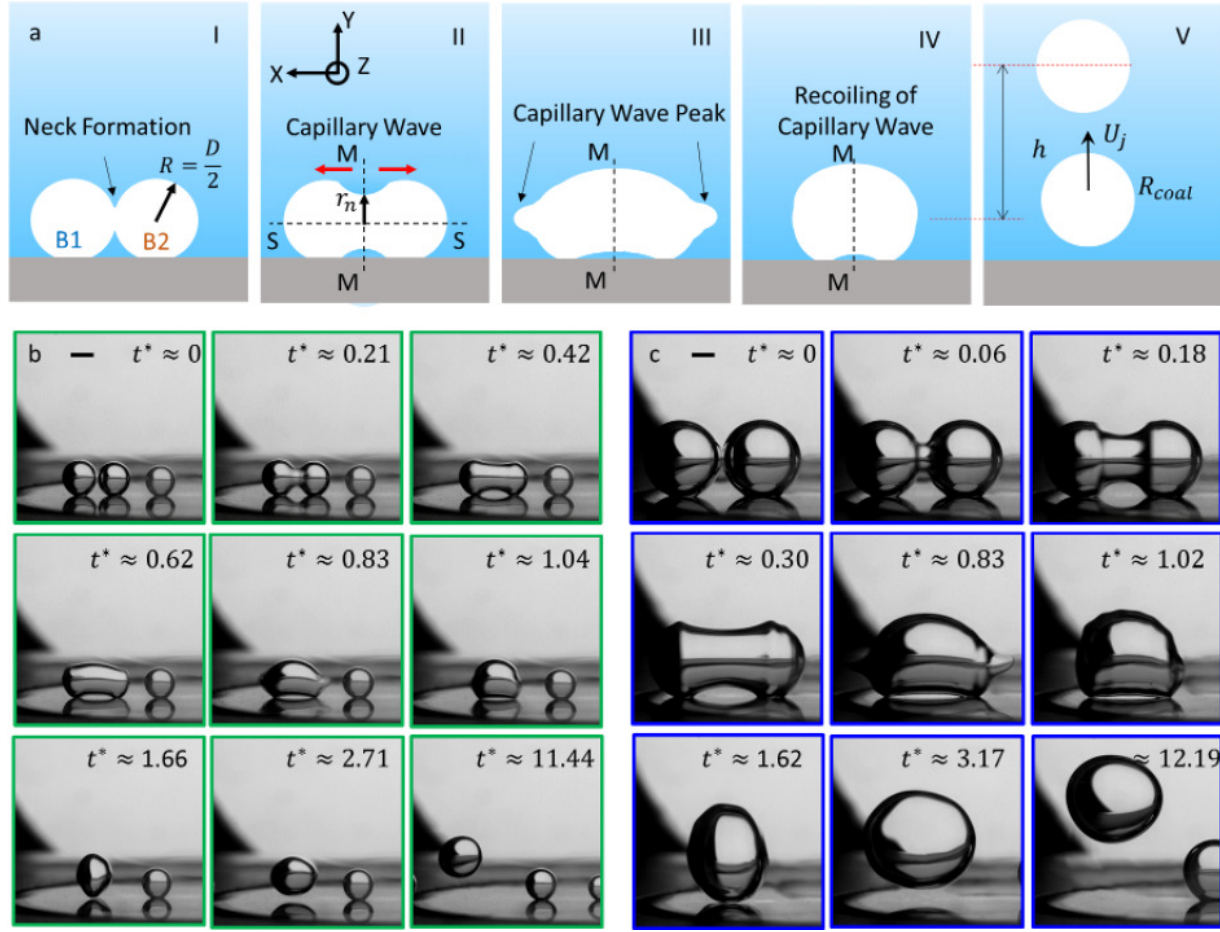 a
I
Neck Formation
R = D/2
B1
B2
II
Y
X
Z
Capillary Wave
M
r_n
S
S
M
III
Capillary Wave Peak
M
M
IV
Recoiling of
Capillary Wave
M
M
V
h
U_j
R_coal
b
t* ≈ 0
t* ≈ 0.21
t* ≈ 0.42
t* ≈ 0.62
t* ≈ 0.83
t* ≈ 1.04
t* ≈ 1.66
t* ≈ 2.71
t* ≈ 11.44
c
t* ≈ 0
t* ≈ 0.06
t* ≈ 0.18
t* ≈ 0.30
t* ≈ 0.83
t* ≈ 1.02
t* ≈ 1.62
t* ≈ 3.17
≈ 12.19